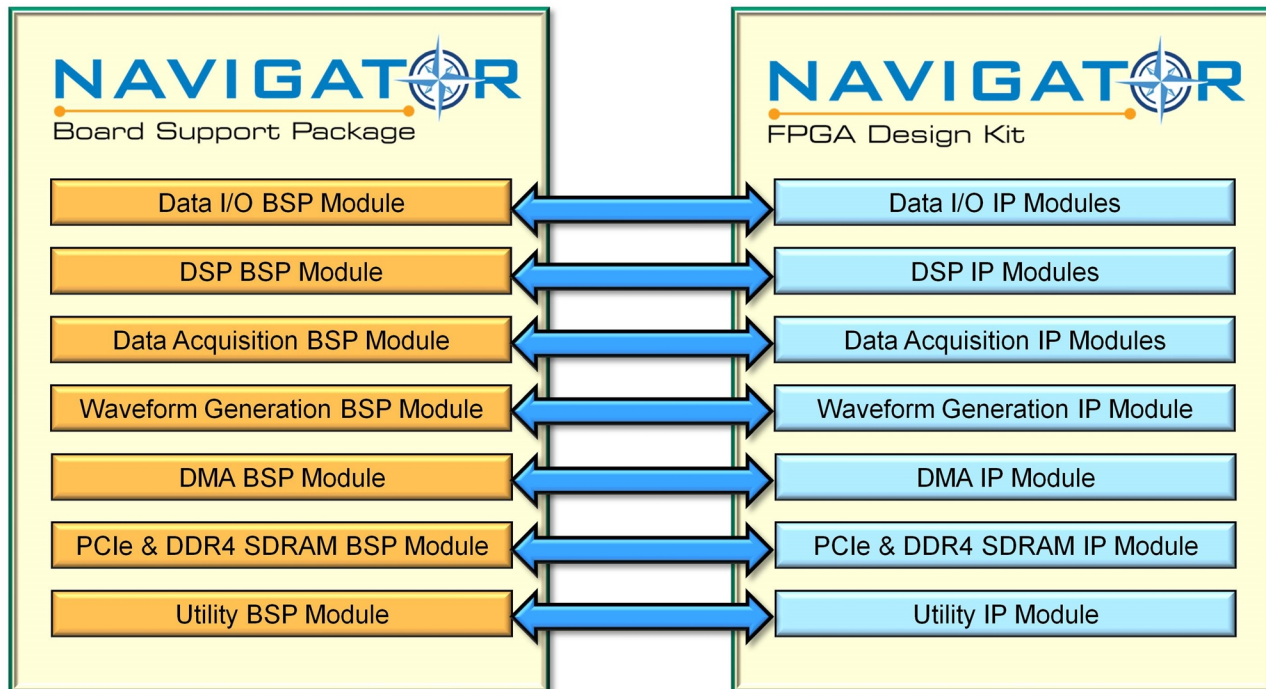 NAVIGATOR
Board Support Package
Data I/O BSP Module
DSP BSP Module
Data Acquisition BSP Module
Waveform Generation BSP Module
DMA BSP Module
PCIe & DDR4 SDRAM BSP Module
Utility BSP Module
NAVIGATOR
FPGA Design Kit
Data I/O IP Modules
DSP IP Modules
Data Acquisition IP Modules
Waveform Generation IP Module
DMA IP Module
PCIe & DDR4 SDRAM IP Module
Utility IP Module